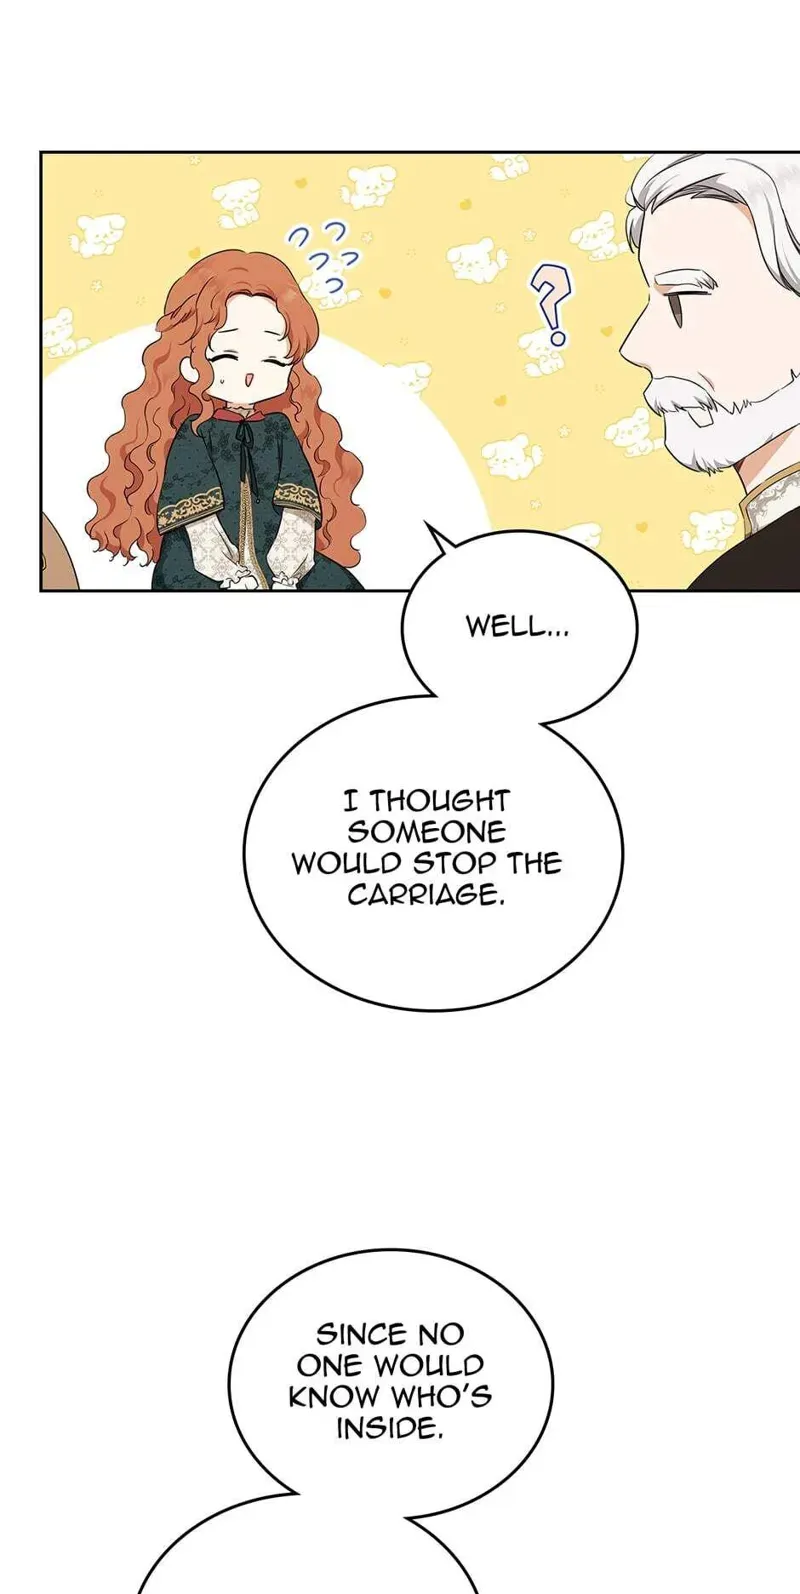 ?
WELL...
I THOUGHT
SOMEONE
WOULD STOP THE
CARRIAGE.
SINCE NO
ONE WOULD
KNOW WHO'S
INSIDE.